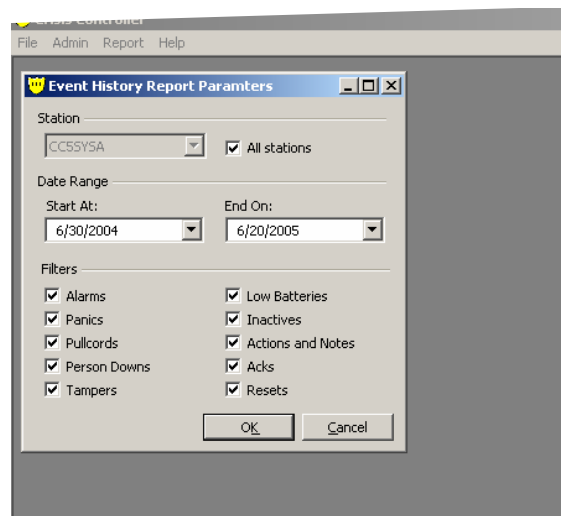 File Admin Report Help
Event History Report Paramters
Station
CC5SYSA All stations
Date Range
Start At: End On:
6/30/2004 6/20/2005
Filters
Alarms Low Batteries
Panics Inactives
Pullcords Actions and Notes
Person Downs Acks
Tampers Resets
OK Cancel